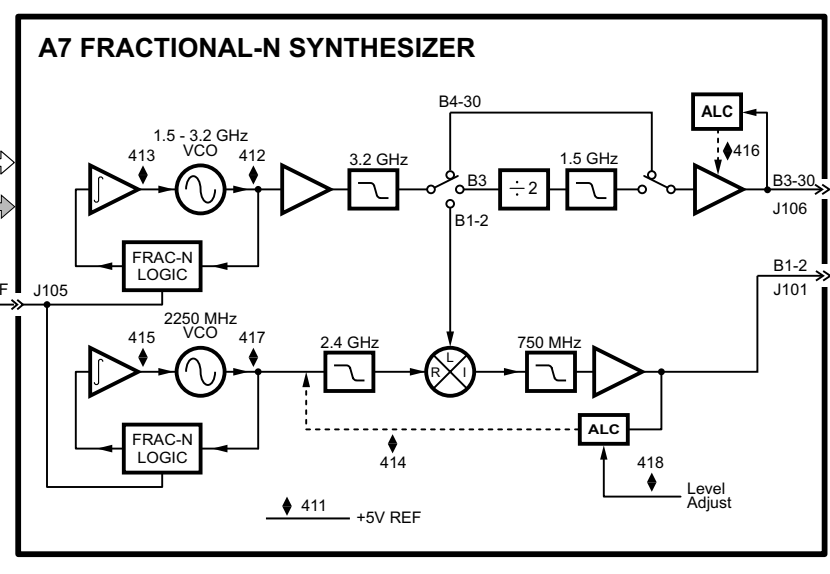 A7 FRACTIONAL-N SYNTHESIZER
B4-30
ALC
1.5 - 3.2 GHz
VCO
413
412
3.2 GHz
B3
÷ 2
1.5 GHz
416
B3-30
J106
B1-2
FRAC-N
LOGIC
B1-2
J101
F
J105
2250 MHz
VCO
415
417
2.4 GHz
L
R
I
750 MHz
FRAC-N
LOGIC
ALC
414
418
Level
Adjust
411
+5V REF